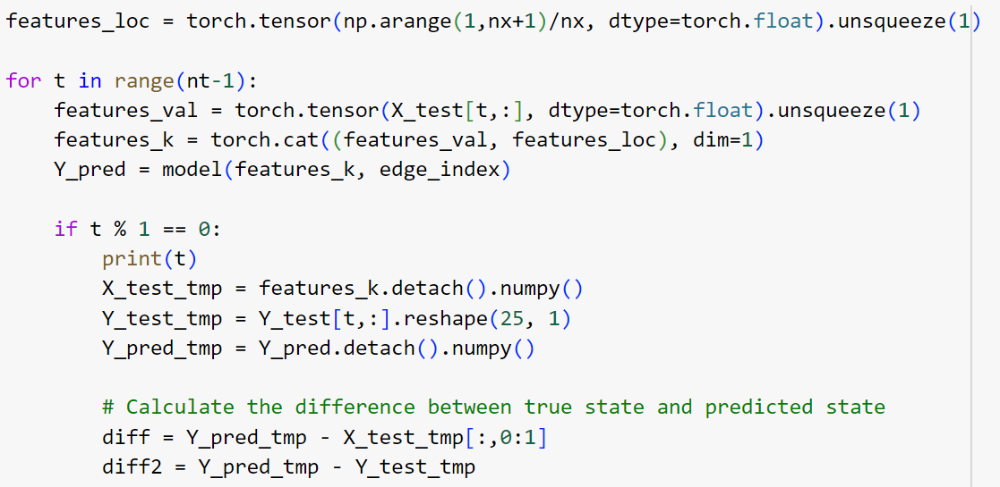 features_loc = torch.tensor(np.arange(1,nx+1)/nx, dtype=torch.float).unsqueeze(1)

for t in range(nt-1):
    features_val = torch.tensor(X_test[t,:], dtype=torch.float).unsqueeze(1)
    features_k = torch.cat((features_val, features_loc), dim=1)
    Y_pred = model(features_k, edge_index)

    if t % 1 == 0:
        print(t)
        X_test_tmp = features_k.detach().numpy()
        Y_test_tmp = Y_test[t,:].reshape(25, 1)
        Y_pred_tmp = Y_pred.detach().numpy()

        # Calculate the difference between true state and predicted state
        diff = Y_pred_tmp - X_test_tmp[:,0:1]
        diff2 = Y_pred_tmp - Y_test_tmp